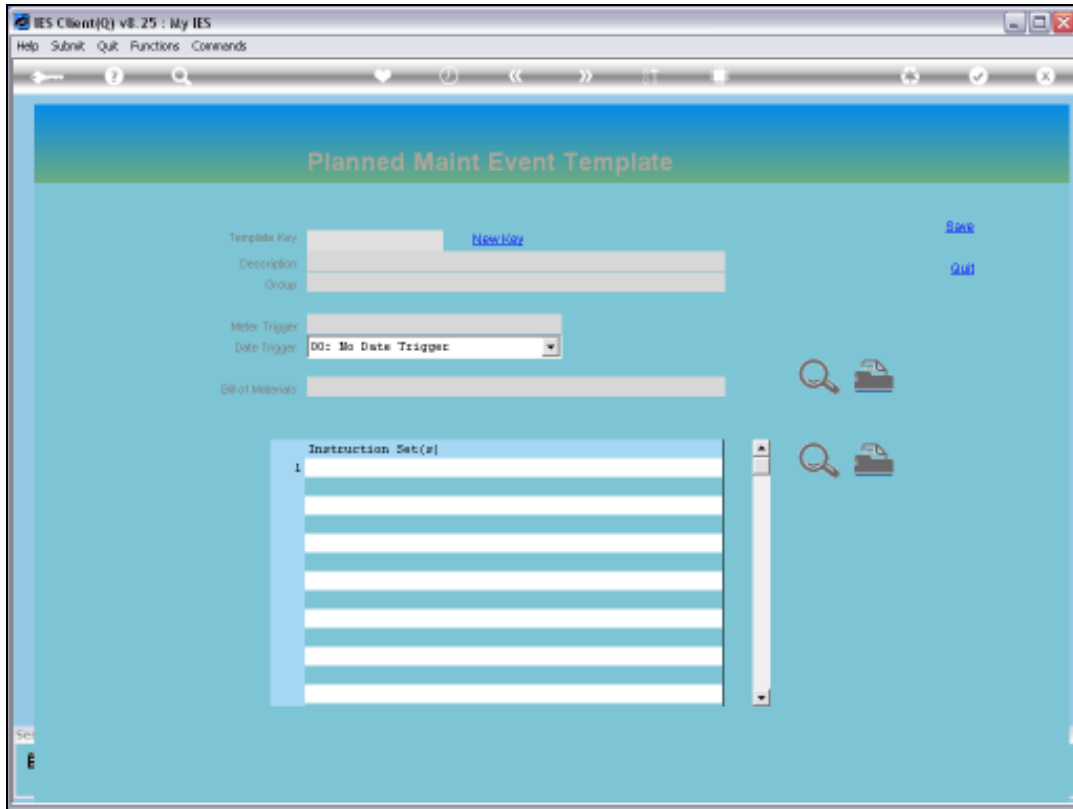 IES Client(Q) v8.25 : My IES
Help Submit Quit Functions Commands
Planned Maint Event Template
Template Key
New Key
Save
Description
Quit
Group
Meter Trigger
Date Trigger
00: No Date Trigger
Bill of Materials
Instruction Set(s)
1